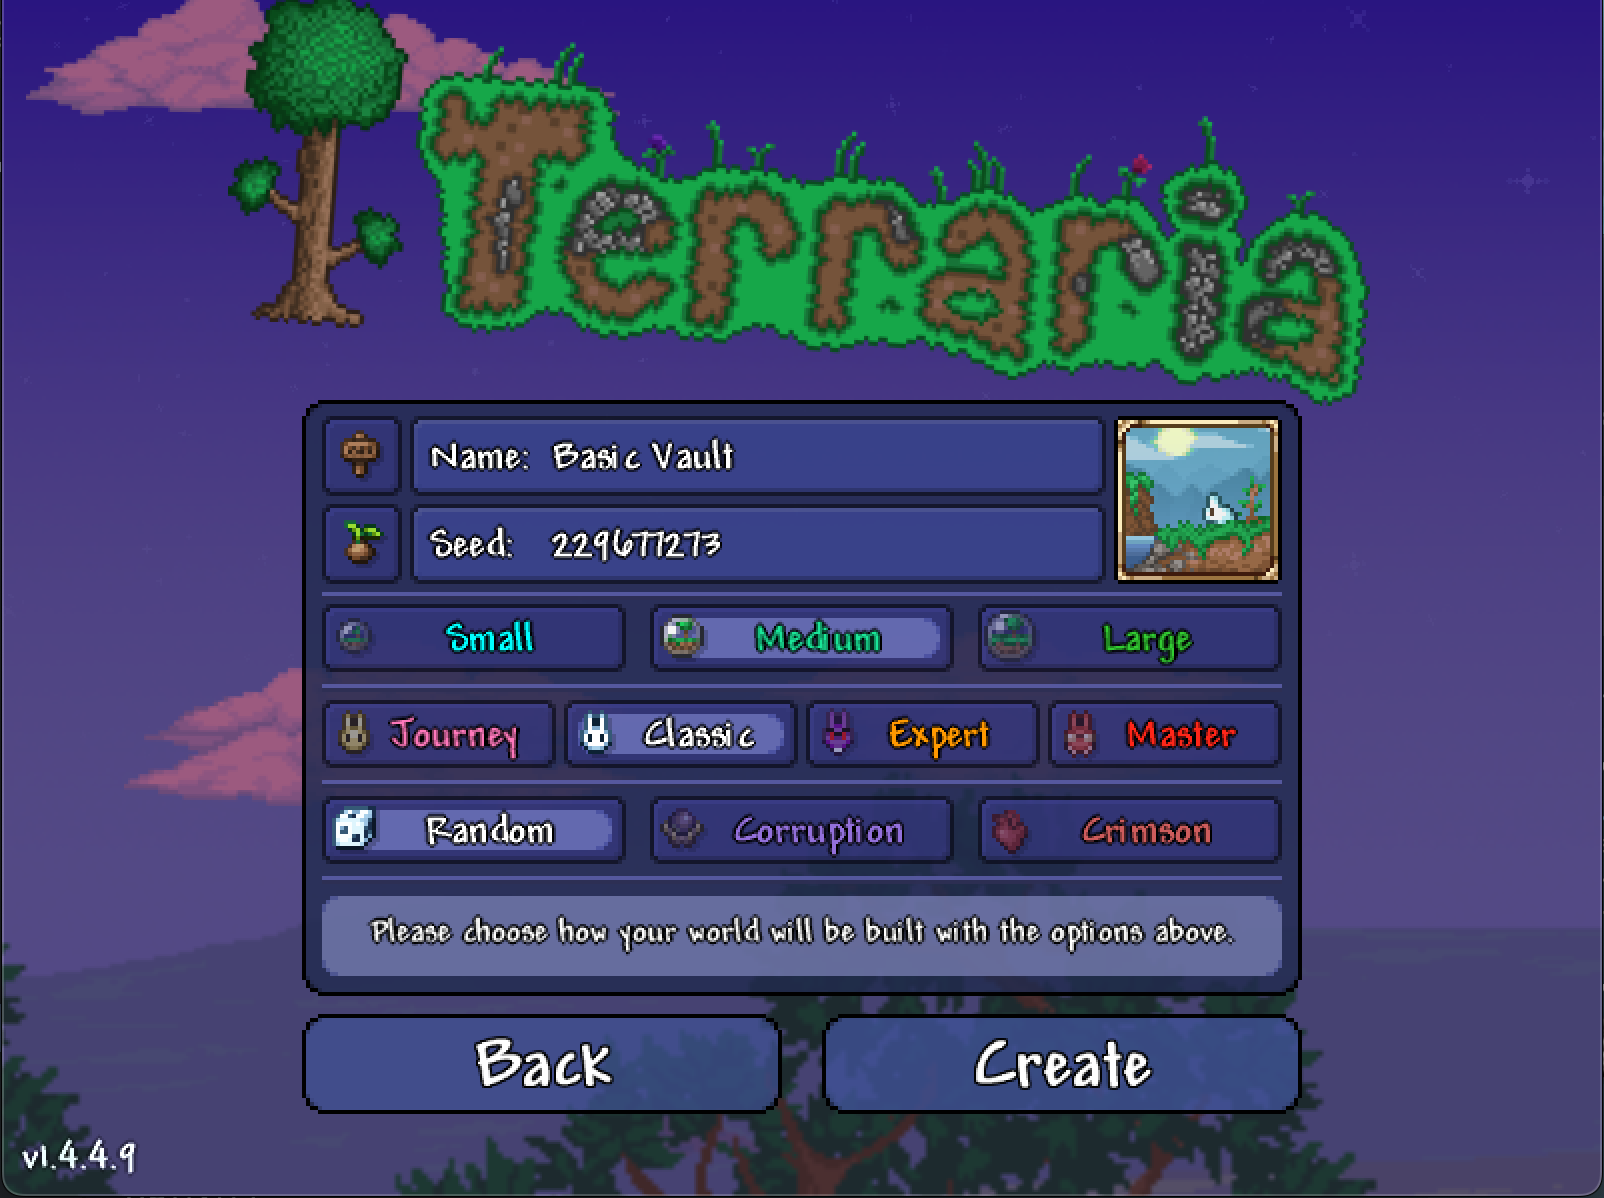 Terraria
Name: Basic Vault
Seed: 229677273
Small Medium Large
Journey Classic Expert Master
Random Corruption Crimson
Please choose how your world will be built with the options above.
Back Create
v1.4.4.9